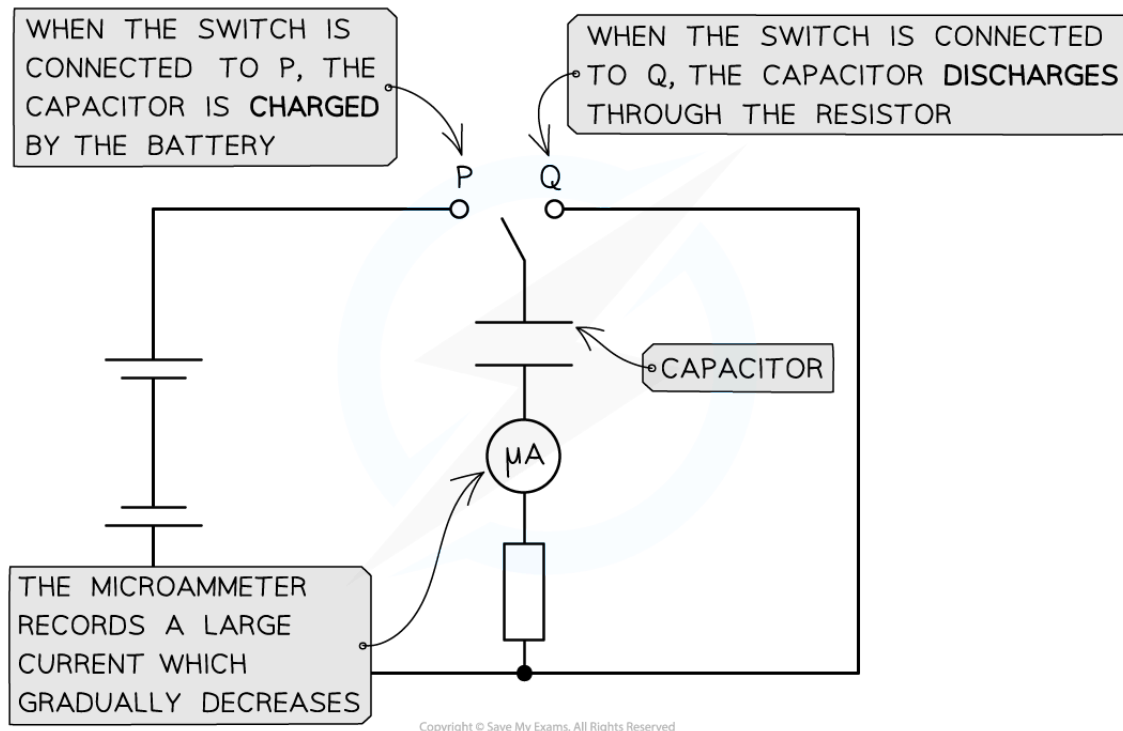 WHEN THE SWITCH IS
CONNECTED TO P, THE
CAPACITOR IS CHARGED
BY THE BATTERY
WHEN THE SWITCH IS CONNECTED
TO Q, THE CAPACITOR DISCHARGES
THROUGH THE RESISTOR
P
Q
CAPACITOR
μA
THE MICROAMMETER
RECORDS A LARGE
CURRENT WHICH
GRADUALLY DECREASES
Copyright © Save My Exams. All Rights Reserved